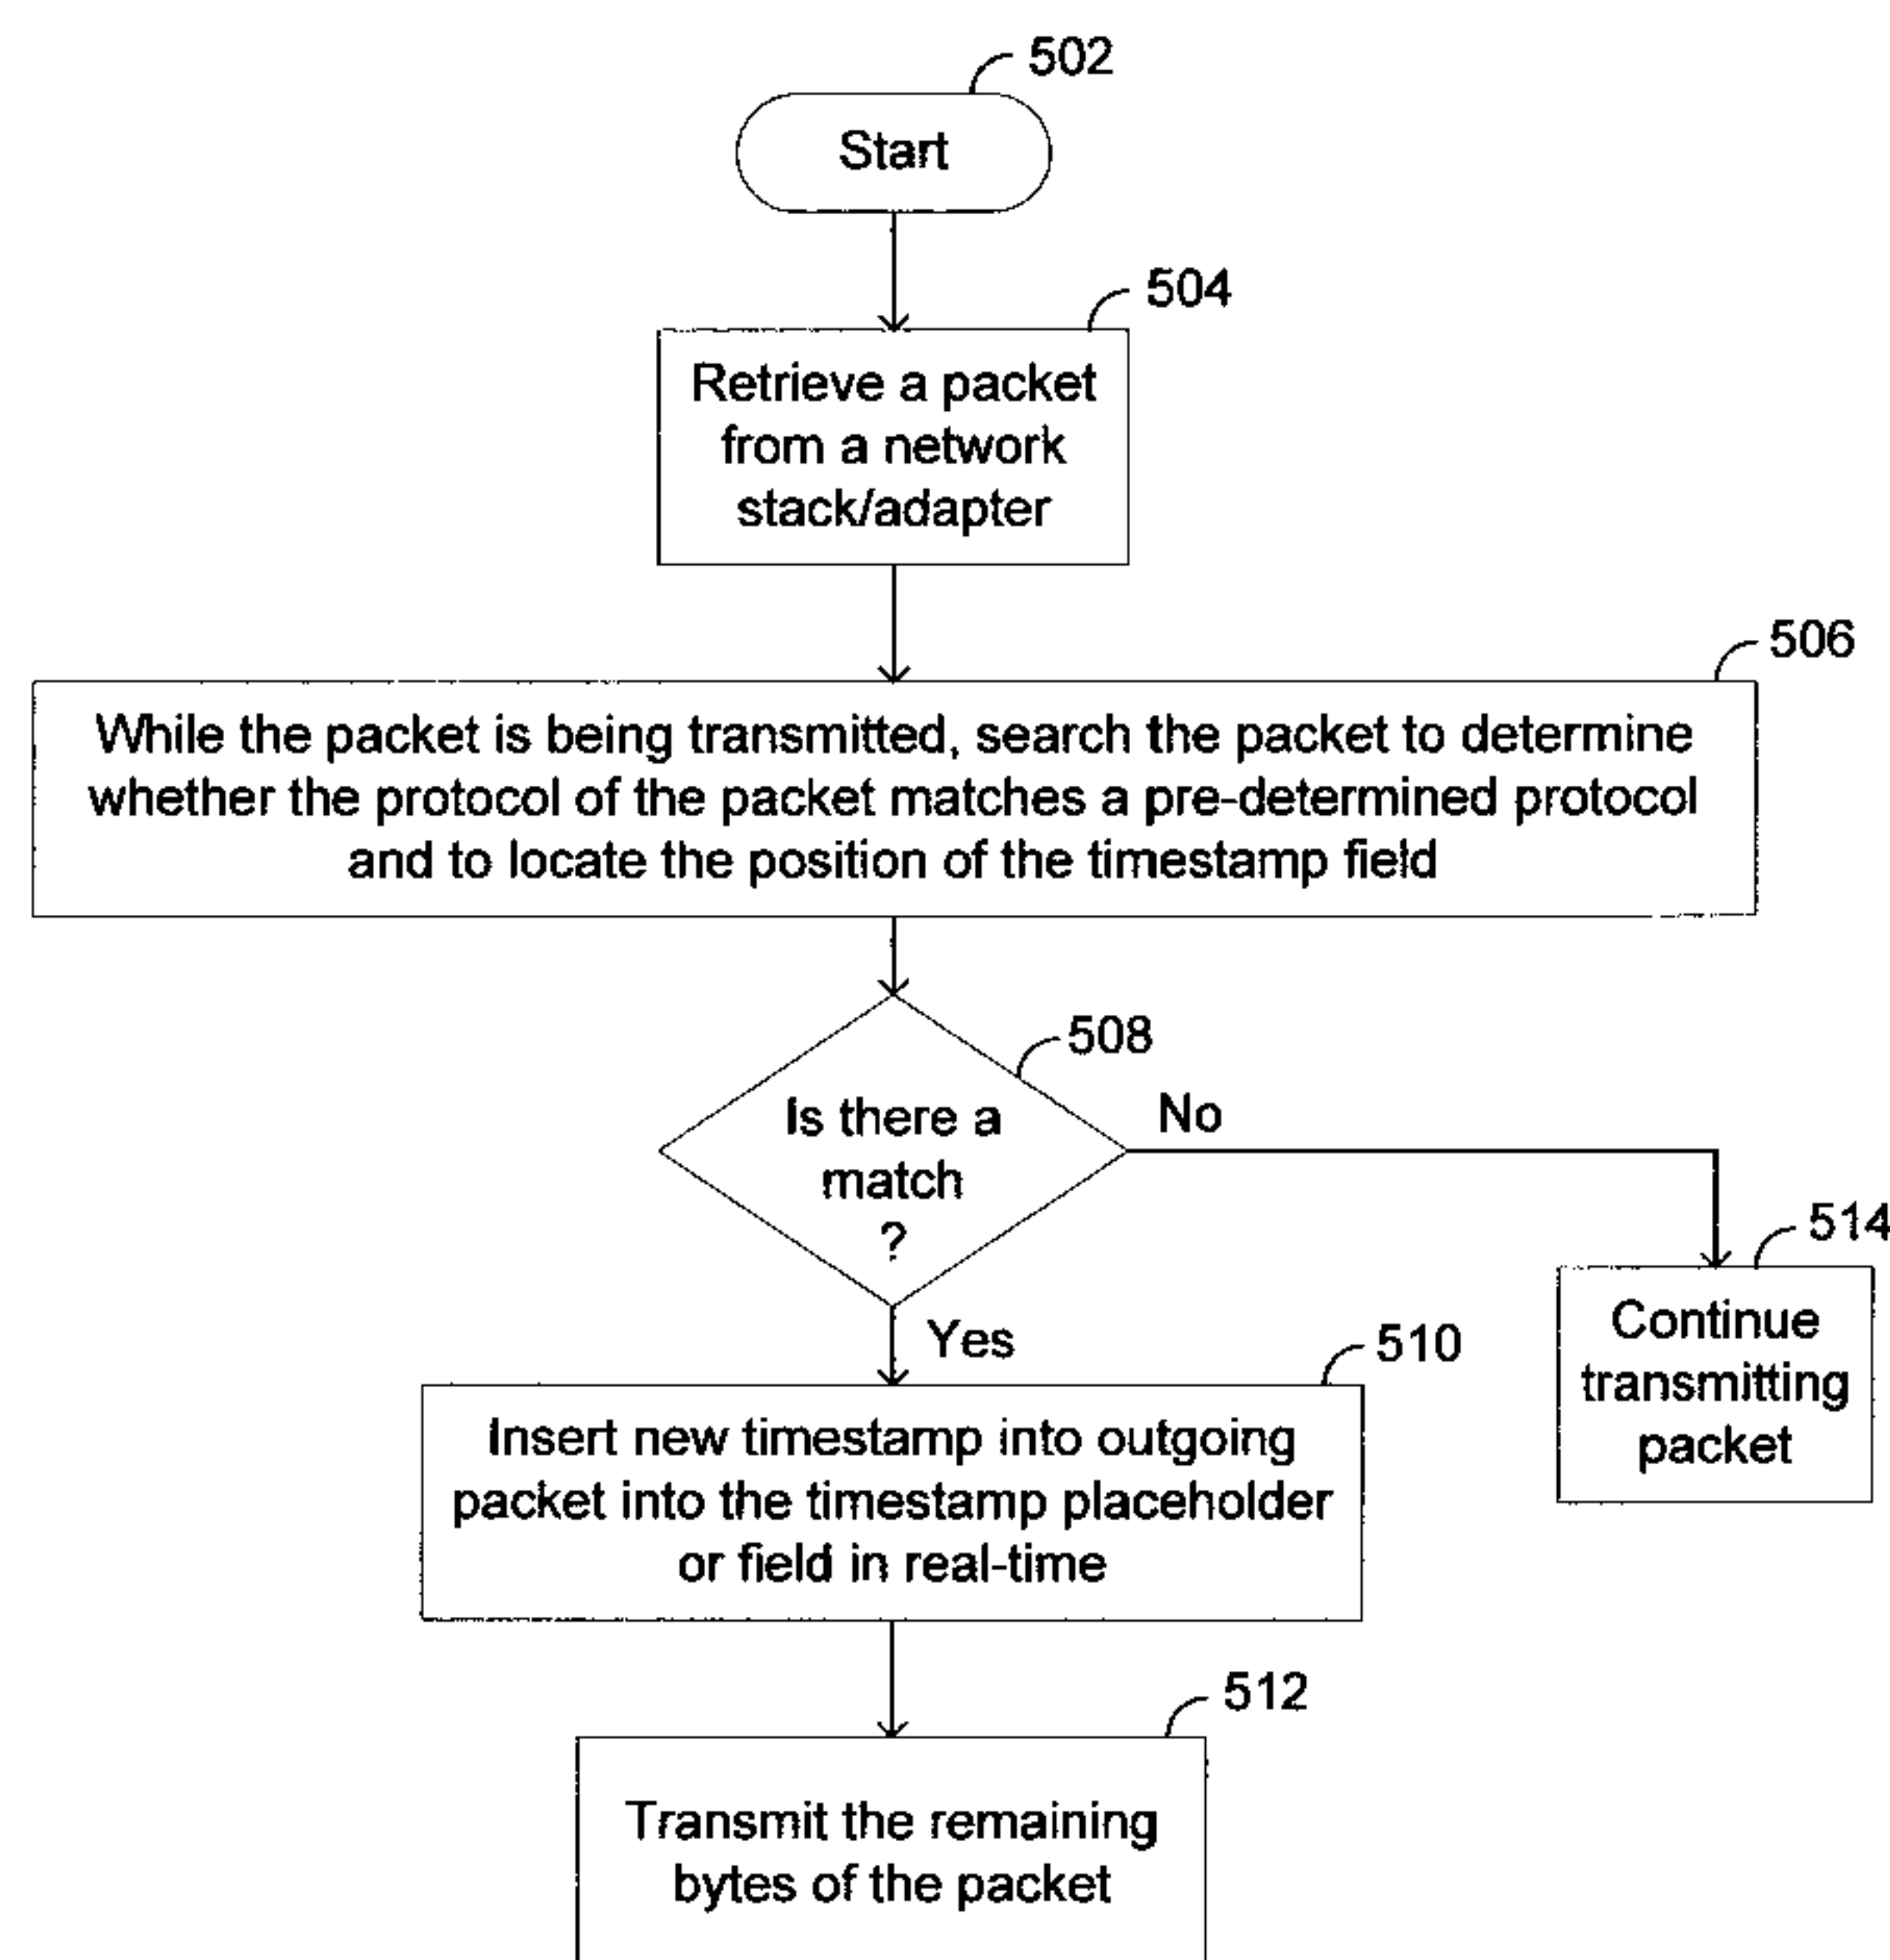 502
Start
504
Retrieve a packet
from a network
stack/adapter
506
While the packet is being transmitted, search the packet to determine
whether the protocol of the packet matches a pre-determined protocol
and to locate the position of the timestamp field
508
Is there a
match
?
No
514
Continue
transmitting
packet
Yes
510
Insert new timestamp into outgoing
packet into the timestamp placeholder
or field in real-time
512
Transmit the remaining
bytes of the packet